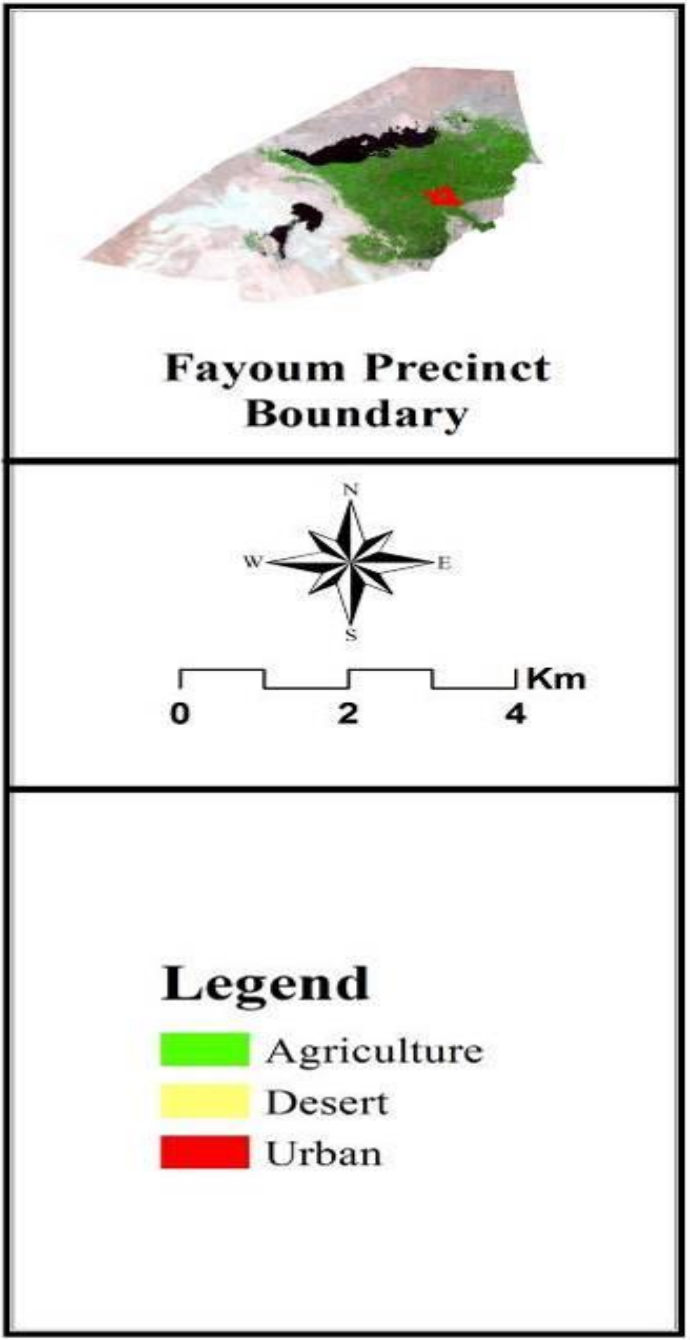 Fayoum Precinct
Boundary
N
W E
S
Km
0 2 4
Legend
Agriculture
Desert
Urban